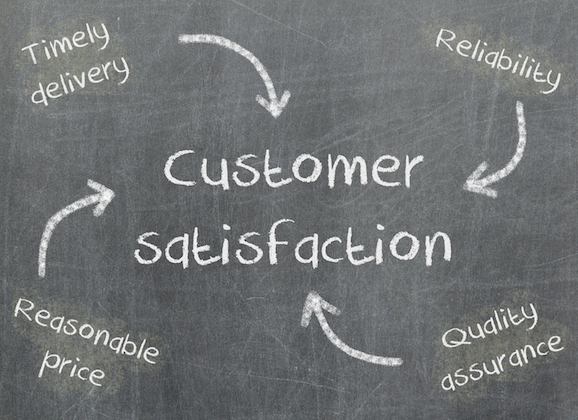 Timely
delivery
Reliability
Customer
satisfaction
Reasonable
price
Quality
assurance